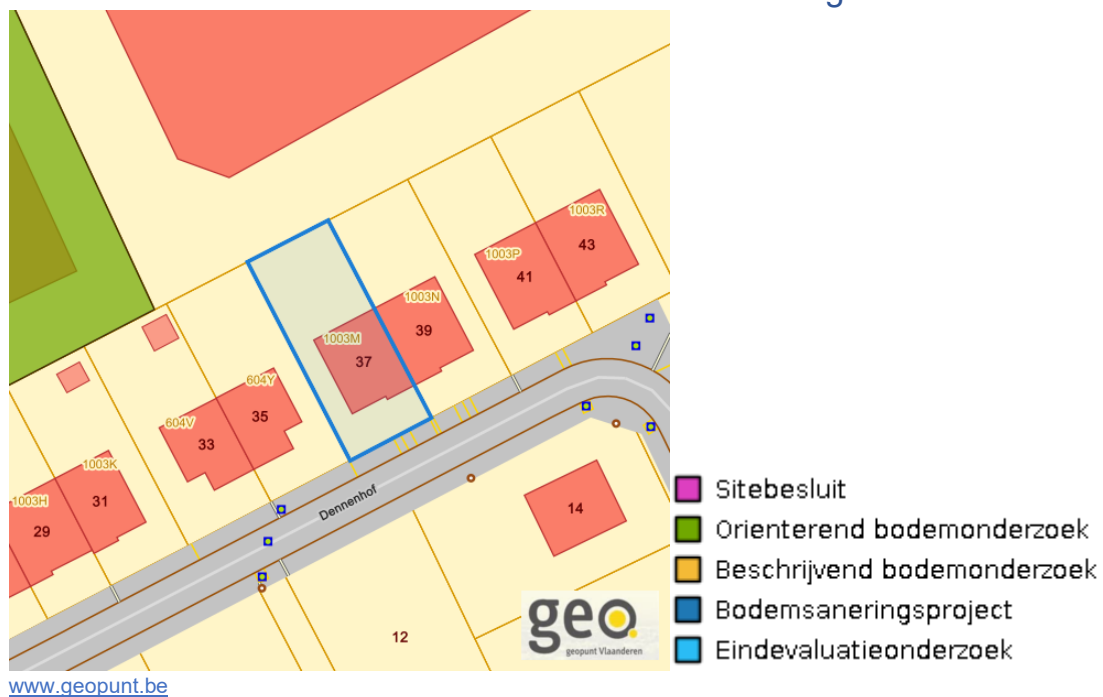 1003R
43
1003P
41
1003N
39
1003M
37
604Y
35
604V
33
1003K
31
1003H
29
Dennenhof
14
12
geo
geopunt Vlaanderen
Sitebesluit
Orienterend bodemonderzoek
Beschrijvend bodemonderzoek
Bodemsaneringsproject
Eindevaluatieonderzoek
www.geopunt.be